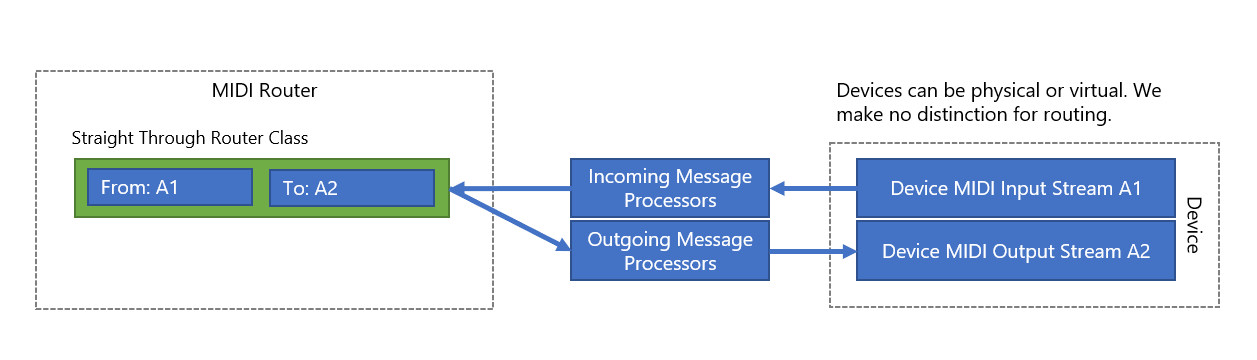 MIDI Router
Straight Through Router Class
From: A1
To: A2
Incoming Message
Processors
Outgoing Message
Processors
Devices can be physical or virtual. We
make no distinction for routing.
Device MIDI Input Stream A1
Device MIDI Output Stream A2
Device